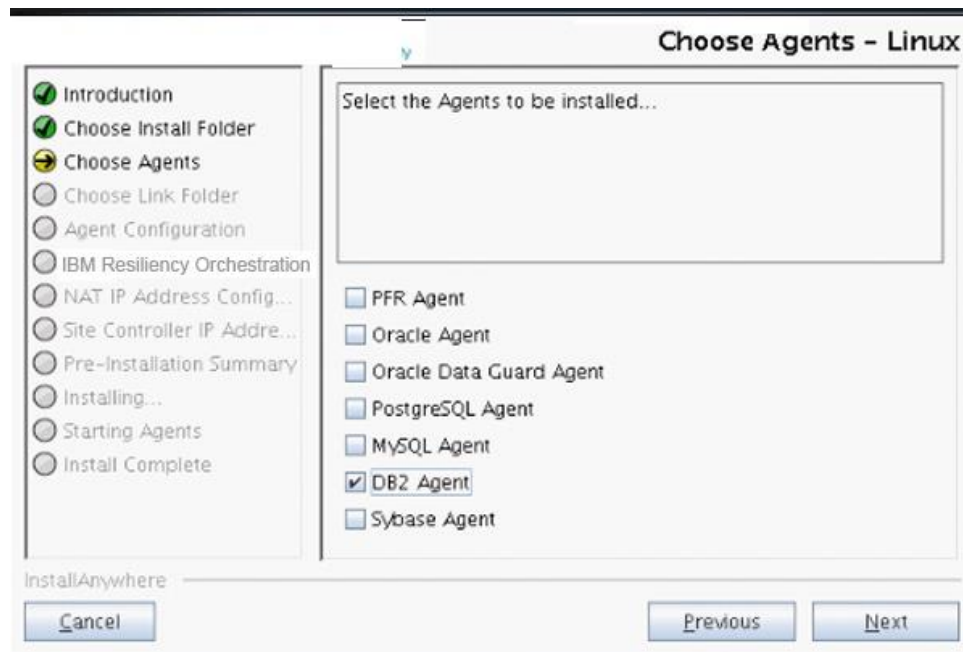 Choose Agents - Linux
Introduction
Choose Install Folder
Choose Agents
Choose Link Folder
Agent Configuration
IBM Resiliency Orchestration
NAT IP Address Config...
Site Controller IP Addre...
Pre-Installation Summary
Installing...
Starting Agents
Install Complete
Select the Agents to be installed...
PFR Agent
Oracle Agent
Oracle Data Guard Agent
PostgreSQL Agent
MySQL Agent
DB2 Agent
Sybase Agent
InstallAnywhere
Cancel
Previous
Next